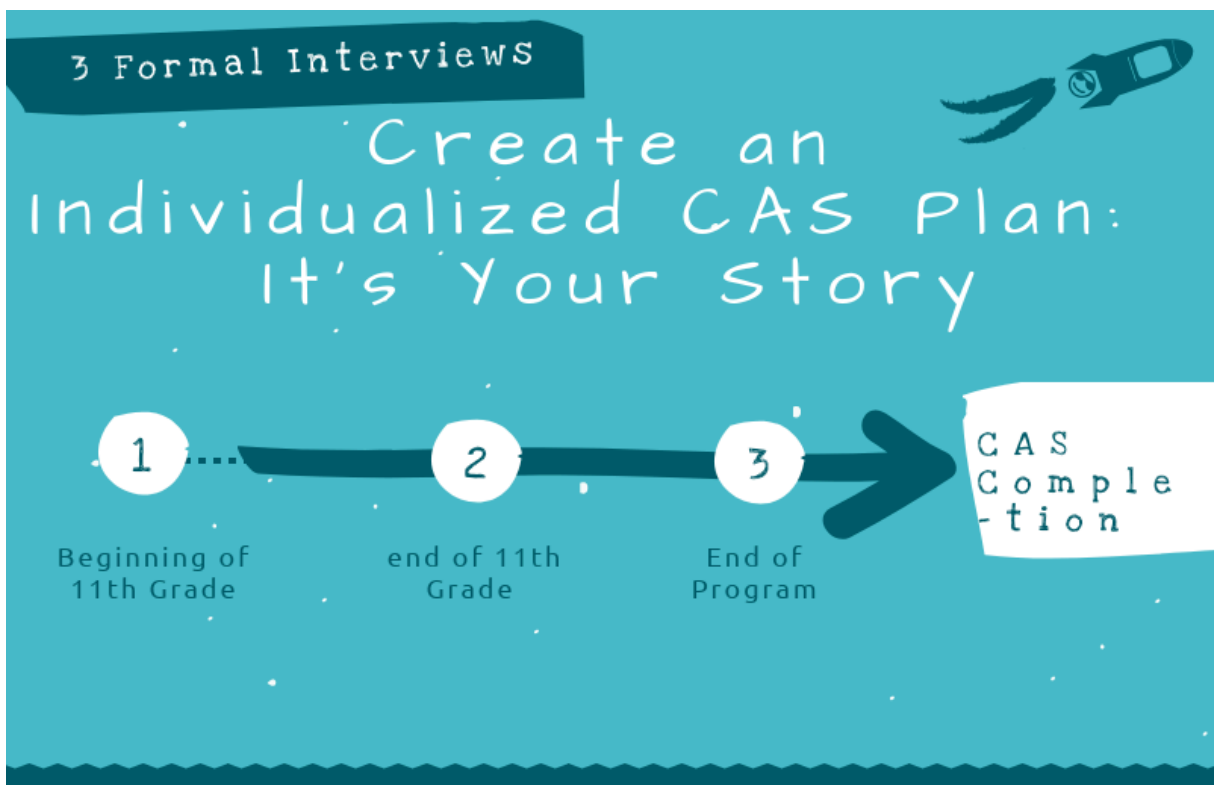 3 Formal Interviews
Create an
Individualized CAS Plan:
It's Your Story
1
2
3
CAS
Comple
-tion
Beginning of
11th Grade
end of 11th
Grade
End of
Program